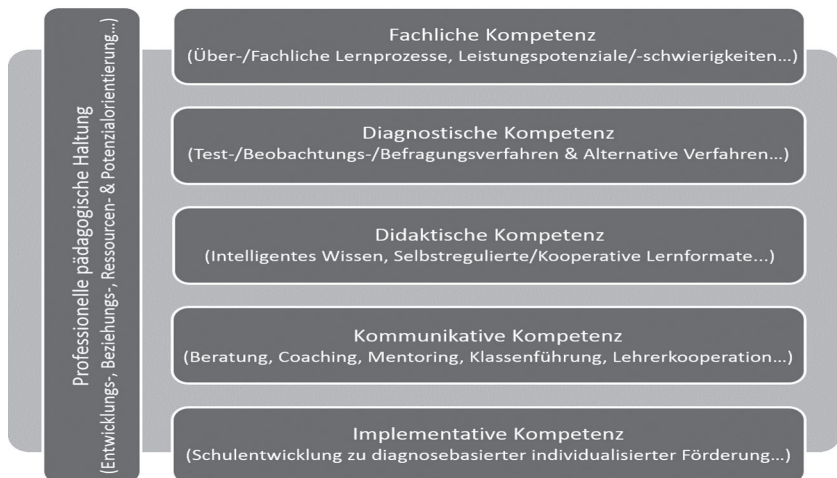 Professionelle pädagogische Haltung
(Entwicklungs-, Beziehungs-, Ressourcen- & Potenzialorientierung...)
Fachliche Kompetenz
(Über-/Fachliche Lernprozesse, Leistungspotenziale/-schwierigkeiten...)
Diagnostische Kompetenz
(Test-/Beobachtungs-/Befragungsverfahren & Alternative Verfahren...)
Didaktische Kompetenz
(Intelligentes Wissen, Selbstregulierte/Kooperative Lernformate...)
Kommunikative Kompetenz
(Beratung, Coaching, Mentoring, Klassenführung, Lehrerkooperation...)
Implementative Kompetenz
(Schulentwicklung zu diagnosebasierter individualisierter Förderung...)